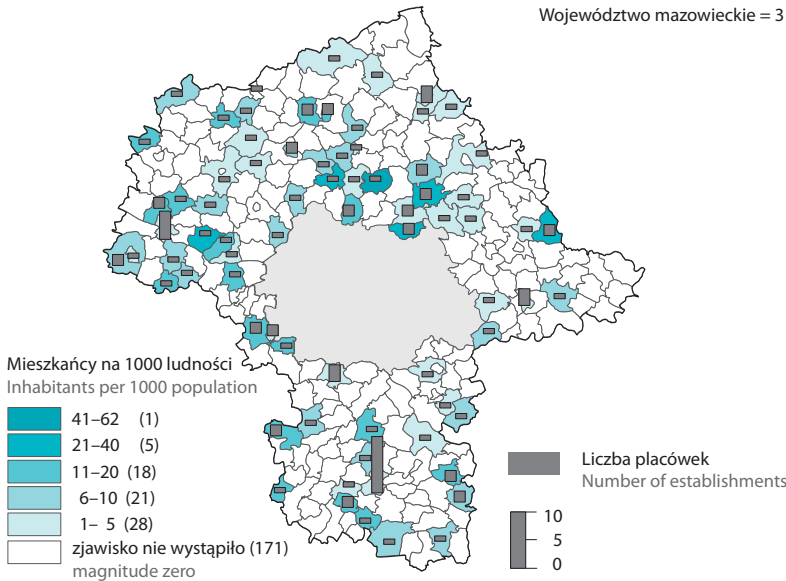 Województwo mazowieckie = 3
Mieszkańcy na 1000 ludności
Inhabitants per 1000 population
41–62 (1)
21–40 (5)
11–20 (18)
6–10 (21)
1– 5 (28)
zjawisko nie wystąpiło (171)
magnitude zero
Liczba placówek
Number of establishments
10
5
0